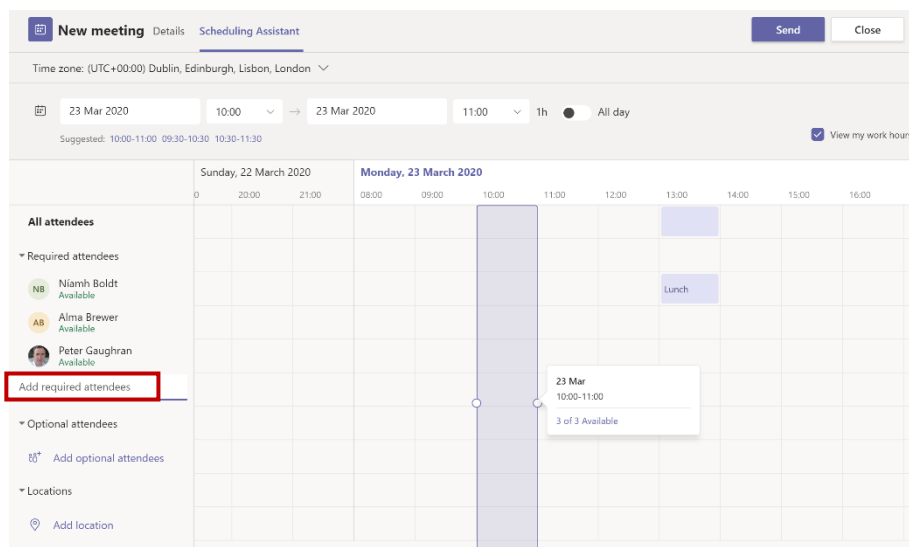 New meeting Details Scheduling Assistant Send Close
Time zone: (UTC+00:00) Dublin, Edinburgh, Lisbon, London
23 Mar 2020 10:00 → 23 Mar 2020 11:00 1h All day
Suggested: 10:00-11:00 09:30-10:30 10:30-11:30 View my work hours
Sunday, 22 March 2020 Monday, 23 March 2020
0 20:00 21:00 08:00 09:00 10:00 11:00 12:00 13:00 14:00 15:00 16:00
All attendees
Required attendees
NB Níamh Boldt
Available
Lunch
AB Alma Brewer
Available
Peter Gaughran
Available
Add required attendees
23 Mar
10:00-11:00
3 of 3 Available
Optional attendees
Add optional attendees
Locations
Add location